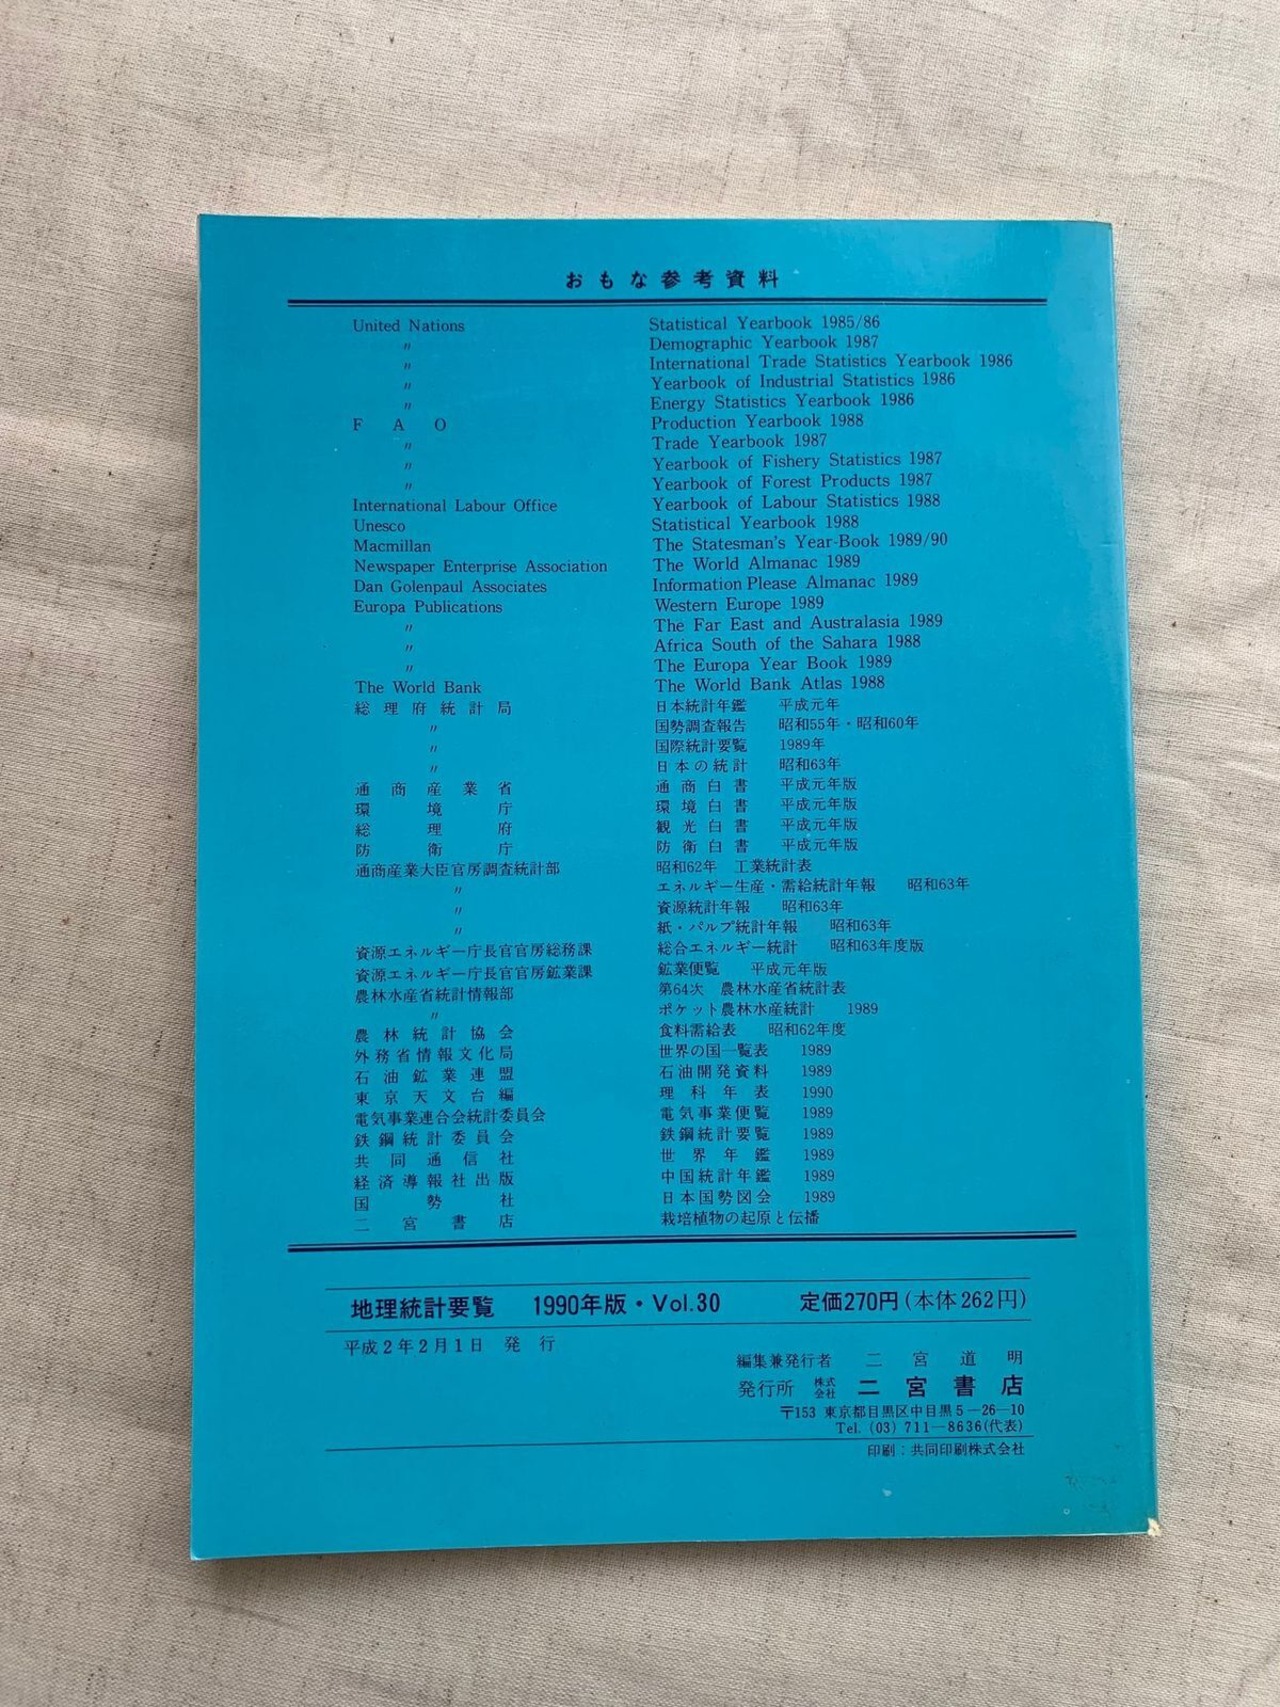 おもな参考資料
United Nations Statistical Yearbook 1985/86
〃 Demographic Yearbook 1987
〃 International Trade Statistics Yearbook 1986
〃 Yearbook of Industrial Statistics 1986
〃 Energy Statistics Yearbook 1986
F A O Production Yearbook 1988
〃 Trade Yearbook 1987
〃 Yearbook of Fishery Statistics 1987
〃 Yearbook of Forest Products 1987
International Labour Office Yearbook of Labour Statistics 1988
Unesco Statistical Yearbook 1988
Macmillan The Statesman's Year-Book 1989/90
Newspaper Enterprise Association The World Almanac 1989
Dan Golenpaul Associates Information Please Almanac 1989
Europa Publications Western Europe 1989
〃 The Far East and Australasia 1989
〃 Africa South of the Sahara 1988
〃 The Europa Year Book 1989
The World Bank The World Bank Atlas 1988
総理府統計局 日本統計年鑑 平成元年
〃 国勢調査報告 昭和55年・昭和60年
〃 国際統計要覧 1989年
〃 日本の統計 昭和63年
通商産業省 通商白書 平成元年版
環境庁 環境白書 平成元年版
総理府 観光白書 平成元年版
防衛庁 防衛白書 平成元年版
通商産業大臣官房調査統計部 昭和62年 工業統計表
〃 エネルギー生産・需給統計年報 昭和63年
〃 資源統計年報 昭和63年
〃 紙・パルプ統計年報 昭和63年
資源エネルギー庁長官官房総務課 総合エネルギー統計 昭和63年度版
資源エネルギー庁長官官房鉱業課 鉱業便覧 平成元年版
農林水産省統計情報部 第64次 農林水産省統計表
〃 ポケット農林水産統計 1989
農林統計協会 食料需給表 昭和62年度
外務省情報文化局 世界の国一覧表 1989
石油鉱業連盟 石油開発資料 1989
東京天文台編 理科年表 1990
電気事業連合会統計委員会 電気事業便覧 1989
鉄鋼統計委員会 鉄鋼統計要覧 1989
共同通信社 世界年鑑 1989
経済導報社出版 中国統計年鑑 1989
国勢社 日本国勢図会 1989
二宮書店 栽培植物の起原と伝播
地理統計要覧 1990年版・Vol.30 定価270円(本体262円)
平成2年2月1日 発行
編集兼発行者 二宮道明
発行所 株式会社 二宮書店
〒153 東京都目黒区中目黒5-26-10
Tel. (03) 711-8636(代表)
印刷：共同印刷株式会社